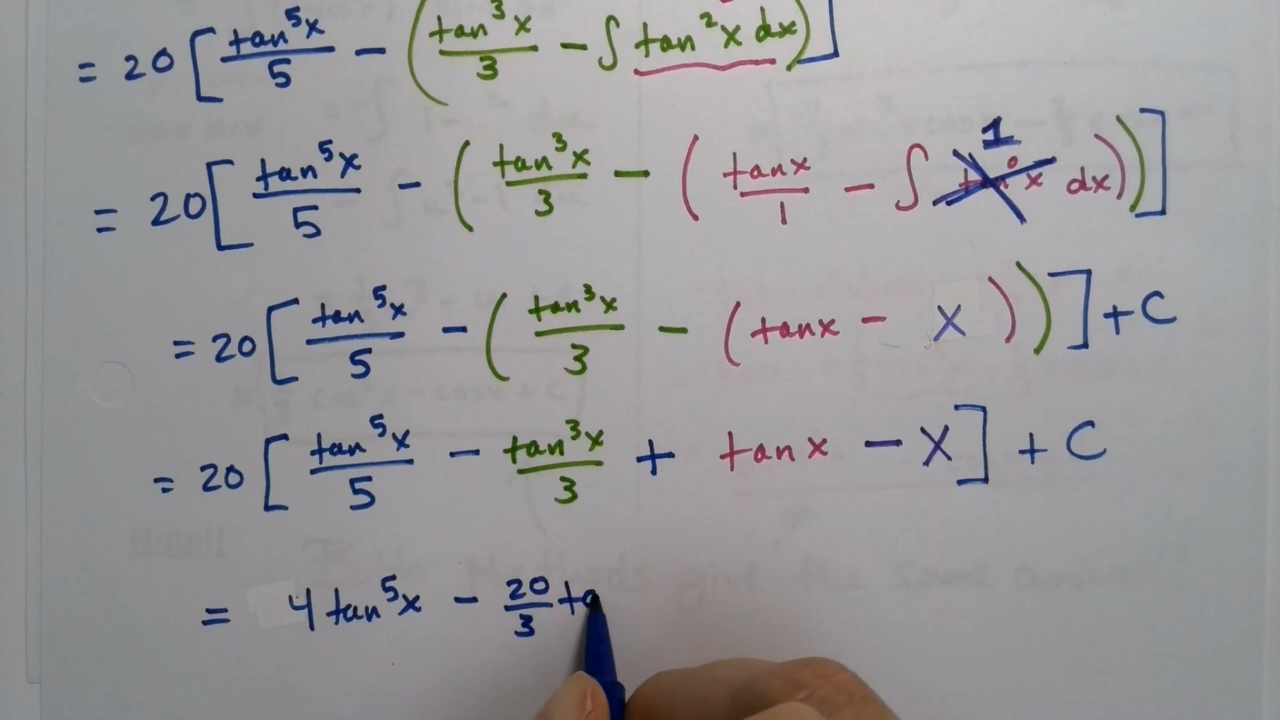 = 20 [ tan⁵x/5 − ( tan³x/3 − ∫ tan²x dx ) ]
= 20 [ tan⁵x/5 − ( tan³x/3 − ( tanx/1 − ∫ 1 dx ) ) ]
= 20 [ tan⁵x/5 − ( tan³x/3 − ( tanx − x ) ) ] + C
= 20 [ tan⁵x/5 − tan³x/3 + tanx − x ] + C
= 4 tan⁵x − 20/3 ta